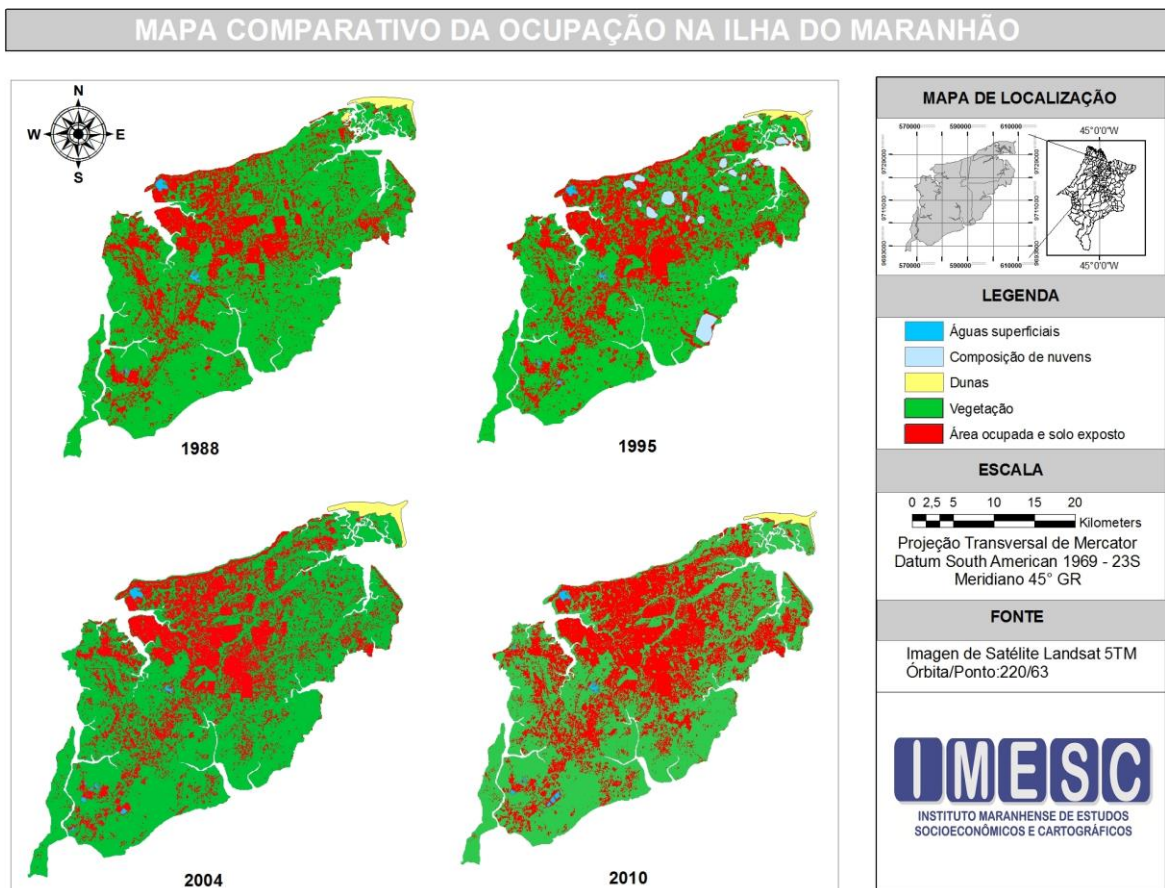 MAPA COMPARATIVO DA OCUPAÇÃO NA ILHA DO MARANHÃO
N
W
E
S
1988
1995
2004
2010
MAPA DE LOCALIZAÇÃO
570000 590000 610000
45°0'0"W
9729000
9711000
9693000
570000 590000 610000
45°0'0"W
LEGENDA
Águas superficiais
Composição de nuvens
Dunas
Vegetação
Área ocupada e solo exposto
ESCALA
0 2,5 5 10 15 20
Kilometers
Projeção Transversal de Mercator
Datum South American 1969 - 23S
Meridiano 45° GR
FONTE
Imagen de Satélite Landsat 5TM
Órbita/Ponto:220/63
IMESC
INSTITUTO MARANHENSE DE ESTUDOS
SOCIOECONÔMICOS E CARTOGRÁFICOS